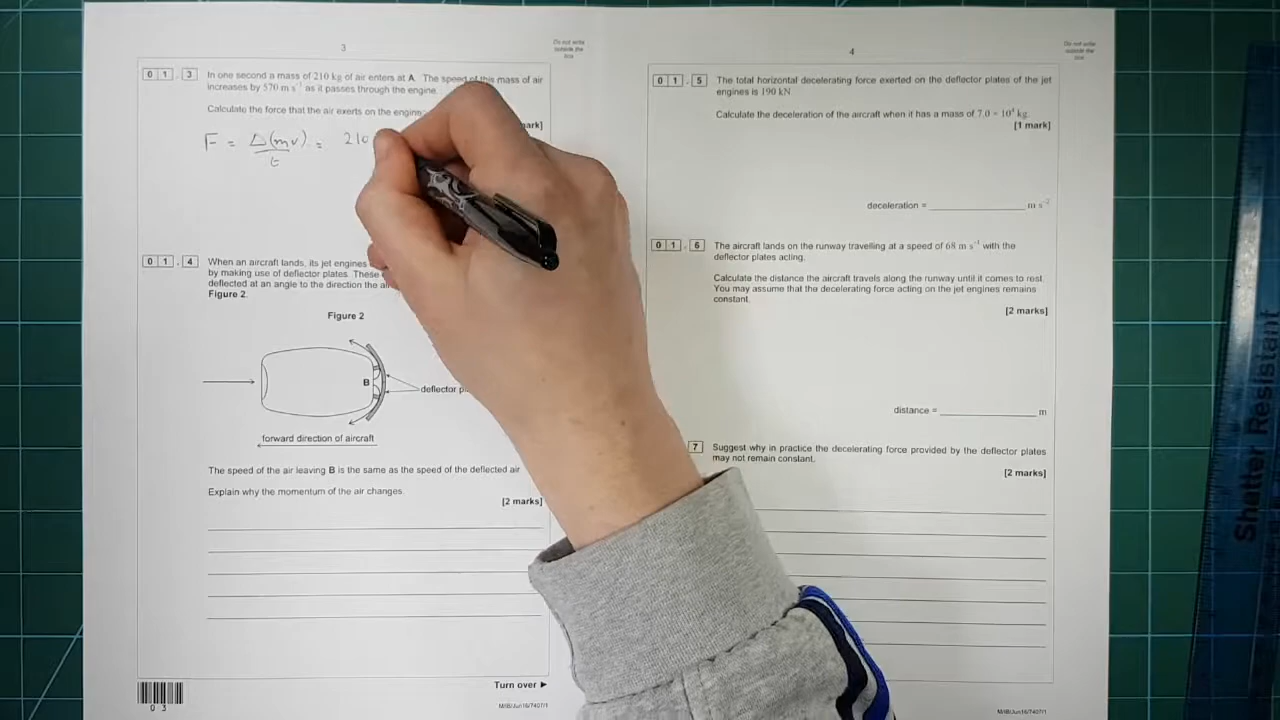 3
Do not write
outside the
box
0 1 . 3 In one second a mass of 210 kg of air enters at A. The speed of this mass of air
increases by 570 m s⁻¹ as it passes through the engine.
Calculate the force that the air exerts on the engine
mark]
F = Δ(mv) = 210
t
0 1 . 4 When an aircraft lands, its jet engines
by making use of deflector plates. These
deflected at an angle to the direction the
Figure 2.
Figure 2
B
deflector
forward direction of aircraft
The speed of the air leaving B is the same as the speed of the deflected air
Explain why the momentum of the air changes.
[2 marks]
Turn over ►
0 3
M/IB/Jun16/7407/1
4
Do not write
outside the
box
0 1 . 5 The total horizontal decelerating force exerted on the deflector plates of the jet
engines is 190 kN
Calculate the deceleration of the aircraft when it has a mass of 7.0 × 10⁴ kg.
[1 mark]
deceleration = ____________ m s⁻²
0 1 . 6 The aircraft lands on the runway travelling at a speed of 68 m s⁻¹ with the
deflector plates acting.
Calculate the distance the aircraft travels along the runway until it comes to rest.
You may assume that the decelerating force acting on the jet engines remains
constant.
[2 marks]
distance = ____________ m
7 Suggest why in practice the decelerating force provided by the deflector plates
may not remain constant.
[2 marks]
M/IB/Jun16/7407/1
Shatter Resistant